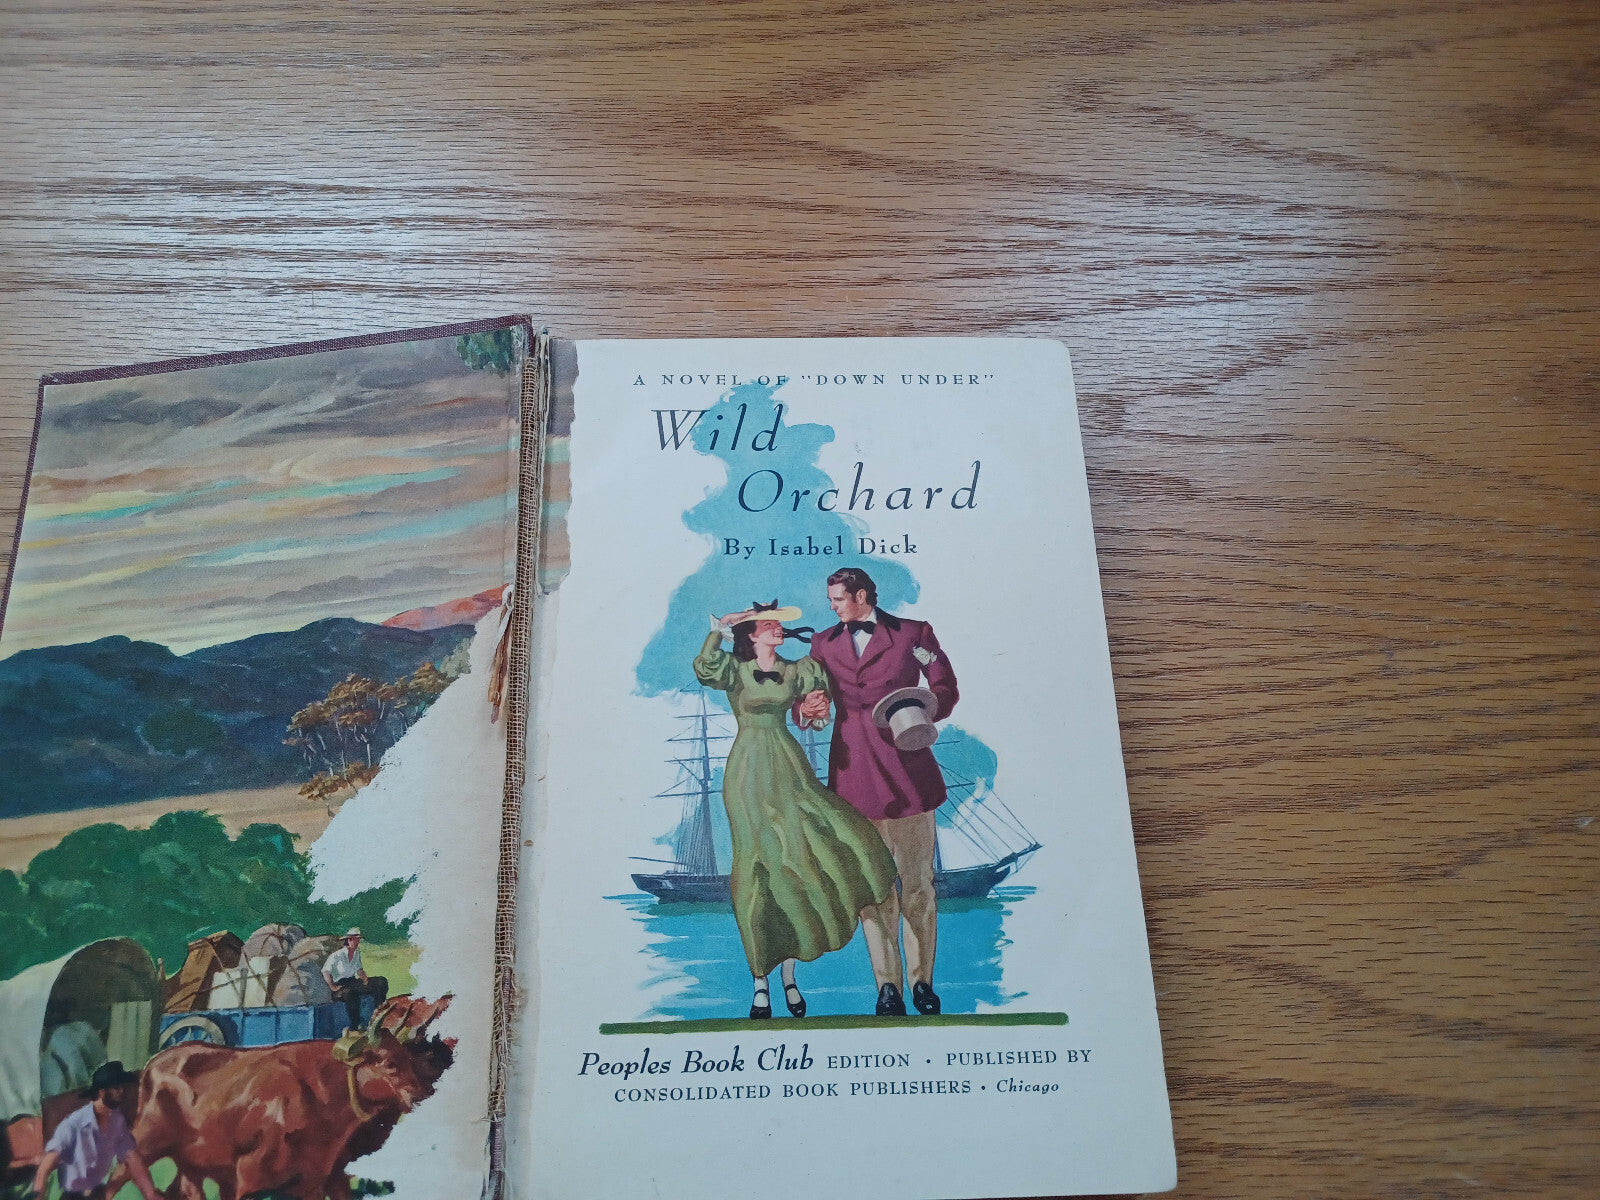 A NOVEL OF "DOWN UNDER"
Wild
Orchard
By Isabel Dick
Peoples Book Club EDITION · PUBLISHED BY
CONSOLIDATED BOOK PUBLISHERS · Chicago